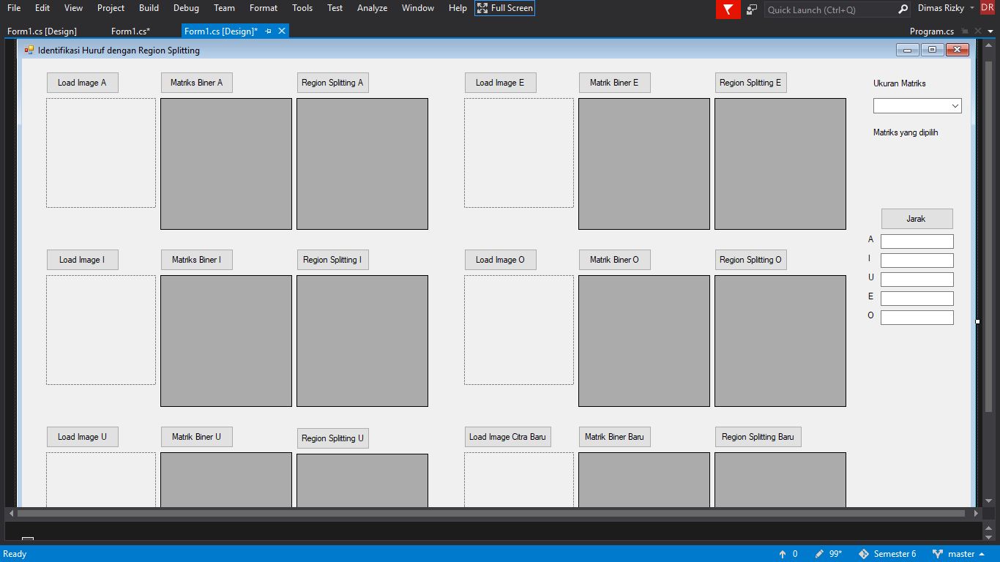 File Edit View Project Build Debug Team Format Tools Test Analyze Window Help Full Screen Quick Launch (Ctrl+Q) Dimas Rizky DR
Form1.cs [Design] Form1.cs* Form1.cs [Design]* Program.cs
Identifikasi Huruf dengan Region Splitting
Load Image A Matriks Biner A Region Splitting A Load Image E Matrik Biner E Region Splitting E Ukuran Matriks
Matriks yang dipilih
Jarak
A
Load Image I Matriks Biner I Region Splitting I Load Image O Matrik Biner O Region Splitting O I
U
E
O
Load Image U Matrik Biner U Region Splitting U Load Image Citra Baru Matrik Biner Baru Region Splitting Baru
Ready 0 99* Semester 6 master